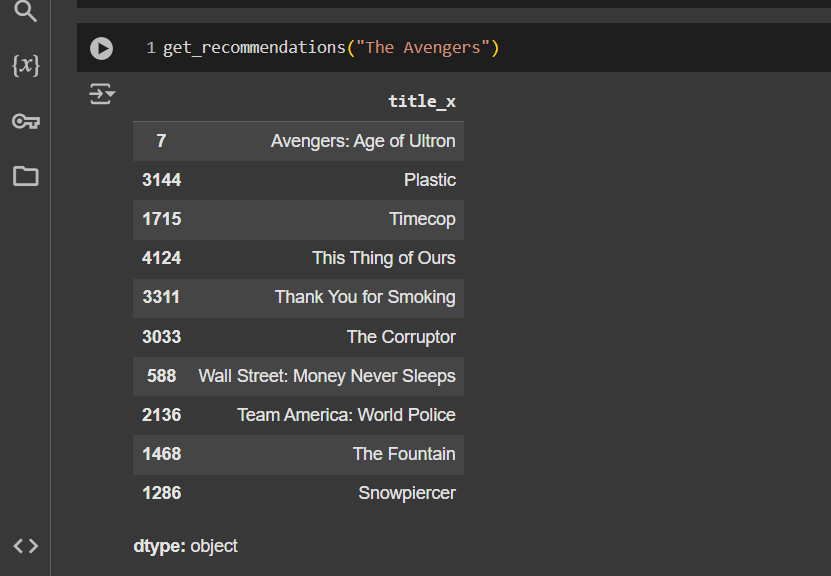 1 get_recommendations("The Avengers")
{x}
title_x
7 Avengers: Age of Ultron
3144 Plastic
1715 Timecop
4124 This Thing of Ours
3311 Thank You for Smoking
3033 The Corruptor
588 Wall Street: Money Never Sleeps
2136 Team America: World Police
1468 The Fountain
1286 Snowpiercer
dtype: object